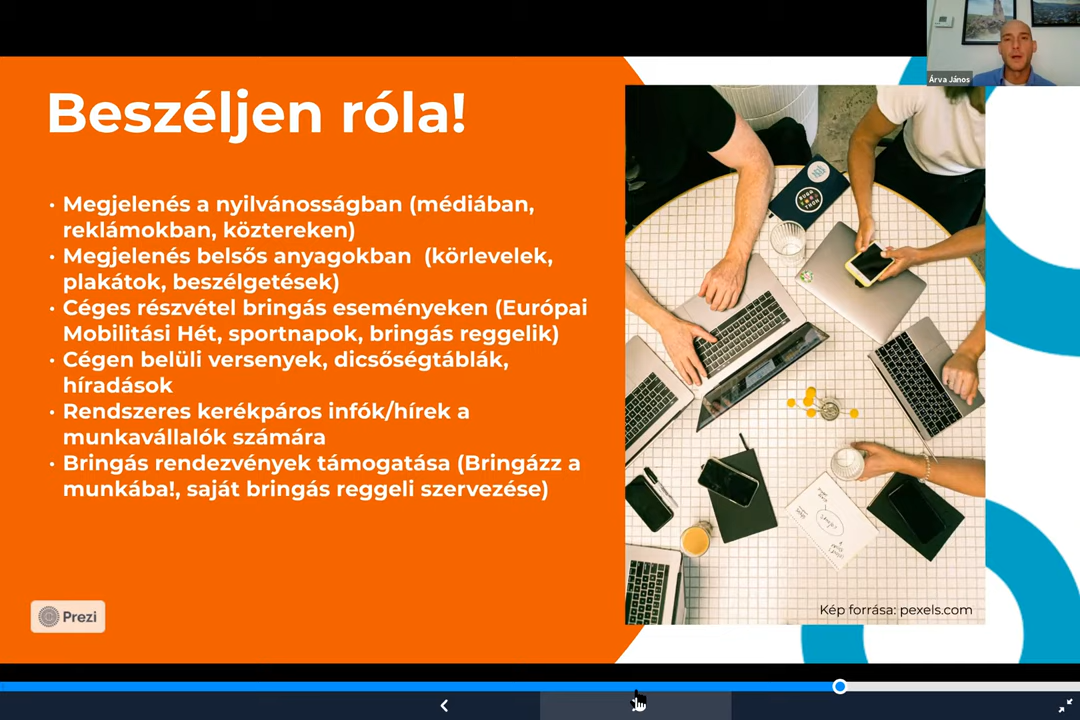 Árva János
Beszéljen róla!
• Megjelenés a nyilvánosságban (médiában,
reklámokban, köztereken)
• Megjelenés belsős anyagokban (körlevelek,
plakátok, beszélgetések)
• Céges részvétel bringás eseményeken (Európai
Mobilitási Hét, sportnapok, bringás reggelik)
• Cégen belüli versenyek, dicsőségtáblák,
híradások
• Rendszeres kerékpáros infók/hírek a
munkavállalók számára
• Bringás rendezvények támogatása (Bringázz a
munkába!, saját bringás reggeli szervezése)
Prezi
Kép forrása: pexels.com